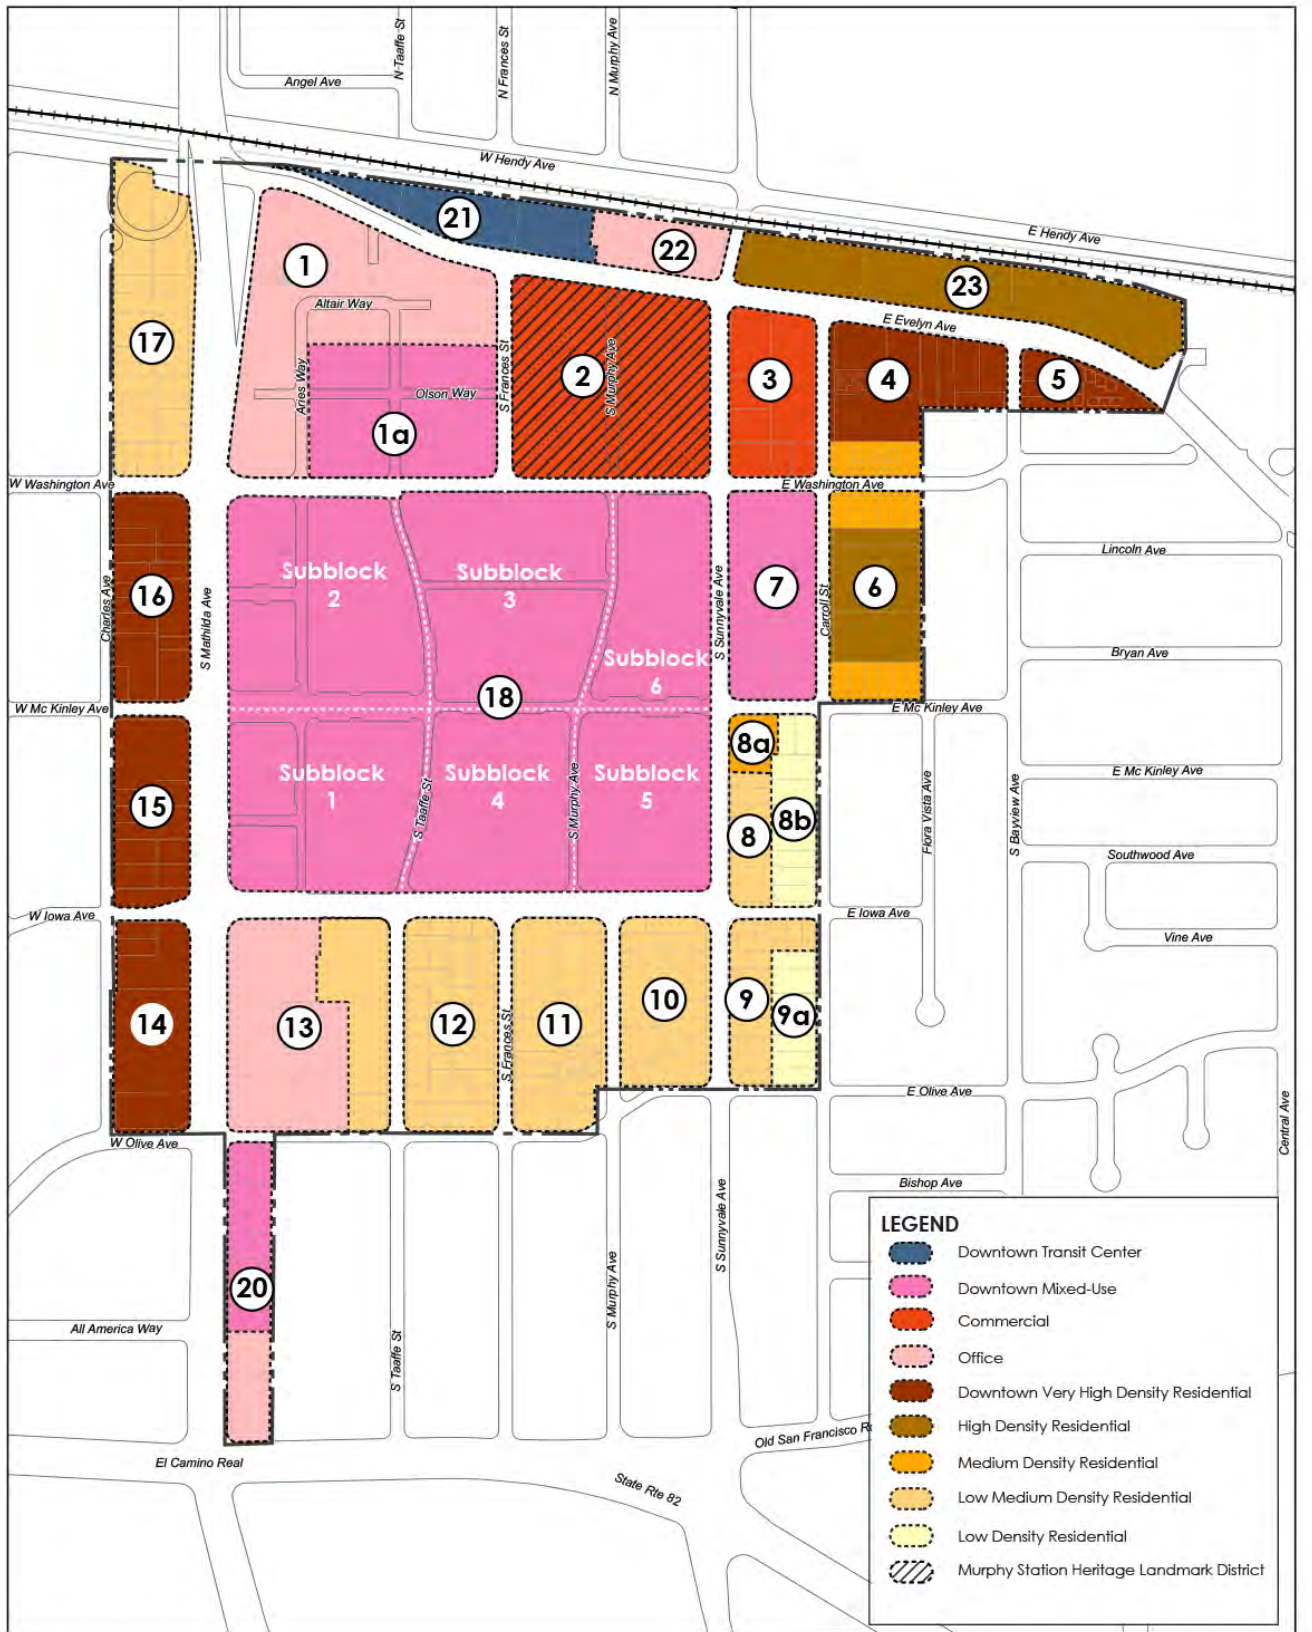 N Taaffe St
N Frances St
N Murphy Ave
Angel Ave
W Hendy Ave
E Hendy Ave
21
22
1
23
Altair Way
E Evelyn Ave
17
2
3
4
5
Aries Way
Olson Way
S Frances St
S Murphy Ave
1a
W Washington Ave
E Washington Ave
Lincoln Ave
Subblock
2
Subblock
3
16
7
6
Charles Ave
S Mathilda Ave
S Sunnyvale Ave
Carroll St
Bryan Ave
Subblock
6
18
W Mc Kinley Ave
E Mc Kinley Ave
8a
E Mc Kinley Ave
Subblock
1
Subblock
4
Subblock
5
15
S Taaffe St
S Murphy Ave
8
8b
Flora Vista Ave
S Bayview Ave
Southwood Ave
W Iowa Ave
E Iowa Ave
Vine Ave
14
13
12
S Frances St
11
10
9
9a
E Olive Ave
Central Ave
W Olive Ave
Bishop Ave
S Sunnyvale Ave
S Murphy Ave
20
All America Way
S Taaffe St
El Camino Real
Old San Francisco R
State Rte 82
LEGEND
Downtown Transit Center
Downtown Mixed-Use
Commercial
Office
Downtown Very High Density Residential
High Density Residential
Medium Density Residential
Low Medium Density Residential
Low Density Residential
Murphy Station Heritage Landmark District